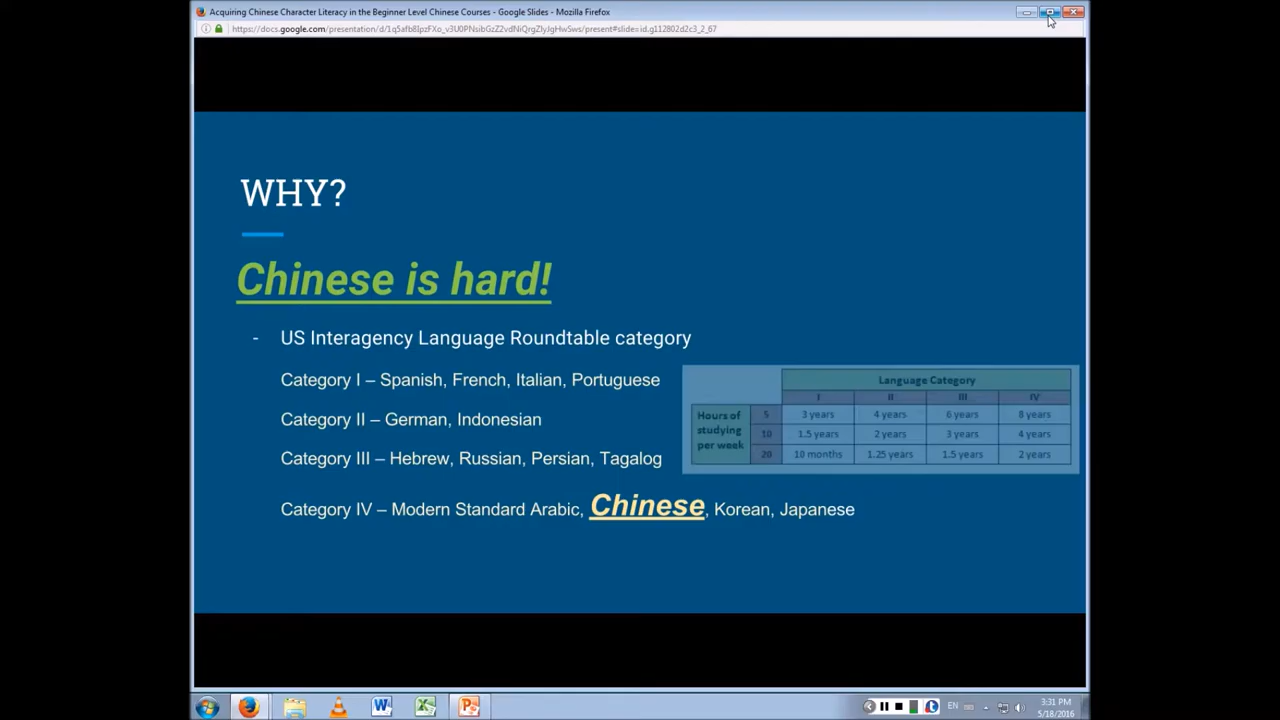 Acquiring Chinese Character Literacy in the Beginner Level Chinese Courses - Google Slides - Mozilla Firefox
WHY?
Chinese is hard!
- US Interagency Language Roundtable category
Category I – Spanish, French, Italian, Portuguese
Category II – German, Indonesian
Category III – Hebrew, Russian, Persian, Tagalog
Category IV – Modern Standard Arabic, Chinese, Korean, Japanese
Language Category
I II III IV
Hours of studying per week
5 3 years 4 years 6 years 8 years
10 1.5 years 2 years 3 years 4 years
20 10 months 1.25 years 1.5 years 2 years
EN
3:31 PM
5/18/2016